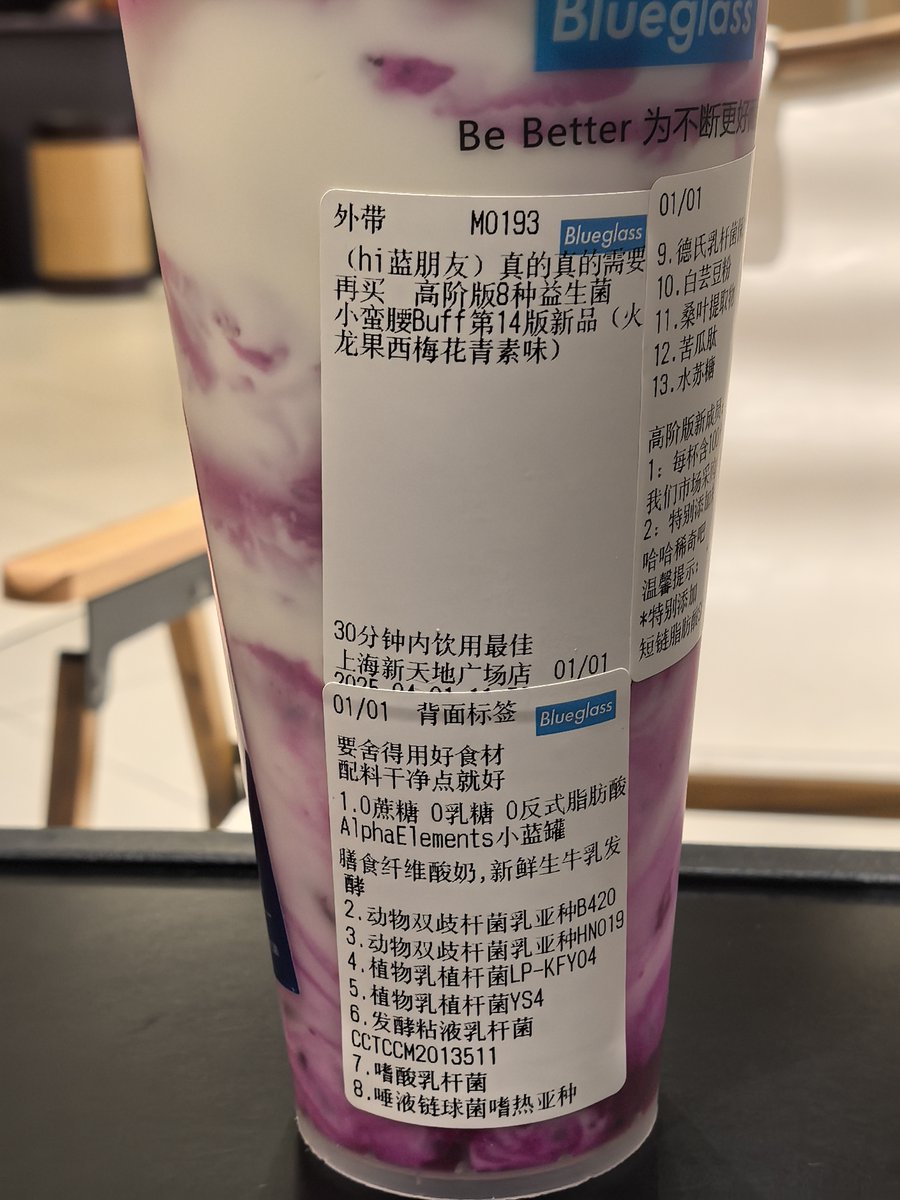 Blueglass
Be Better 为不断更好
外带 M0193 Blueglass
（hi蓝朋友）真的真的需要
再买 高阶版8种益生菌
小蛮腰Buff第14版新品（火
龙果西梅花青素味）
30分钟内饮用最佳
上海新天地广场店 01/01
01/01 背面标签 Blueglass
要舍得用好食材
配料干净点就好
1.0蔗糖 0乳糖 0反式脂肪酸
AlphaElements小蓝罐
膳食纤维酸奶,新鲜生牛乳发
酵
2.动物双歧杆菌乳亚种B420
3.动物双歧杆菌乳亚种HN019
4.植物乳植杆菌LP-KFY04
5.植物乳植杆菌YS4
6.发酵粘液乳杆菌
CCTCCM2013511
7.嗜酸乳杆菌
8.唾液链球菌嗜热亚种
01/01
9.德氏乳杆菌
10.白芸豆粉
11.桑叶提取物
12.苦瓜肽
13.水苏糖
高阶版新成员
1：每杯含100
我们市场采
2：特别添加
哈哈稀奇吧
温馨提示：
*特别添加
短链脂肪酸